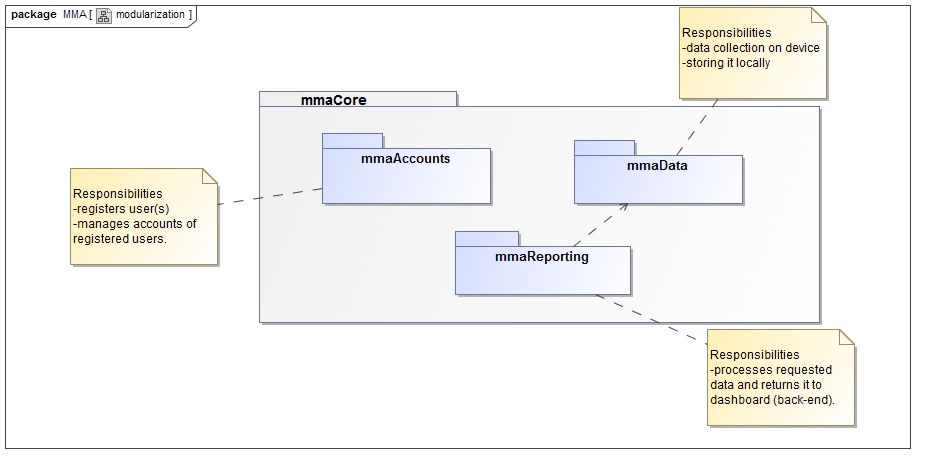 package MMA [ modularization ]
Responsibilities
-data collection on device
-storing it locally
mmaCore
mmaAccounts
mmaData
Responsibilities
-registers user(s)
-manages accounts of
registered users.
mmaReporting
Responsibilities
-processes requested
data and returns it to
dashboard (back-end).